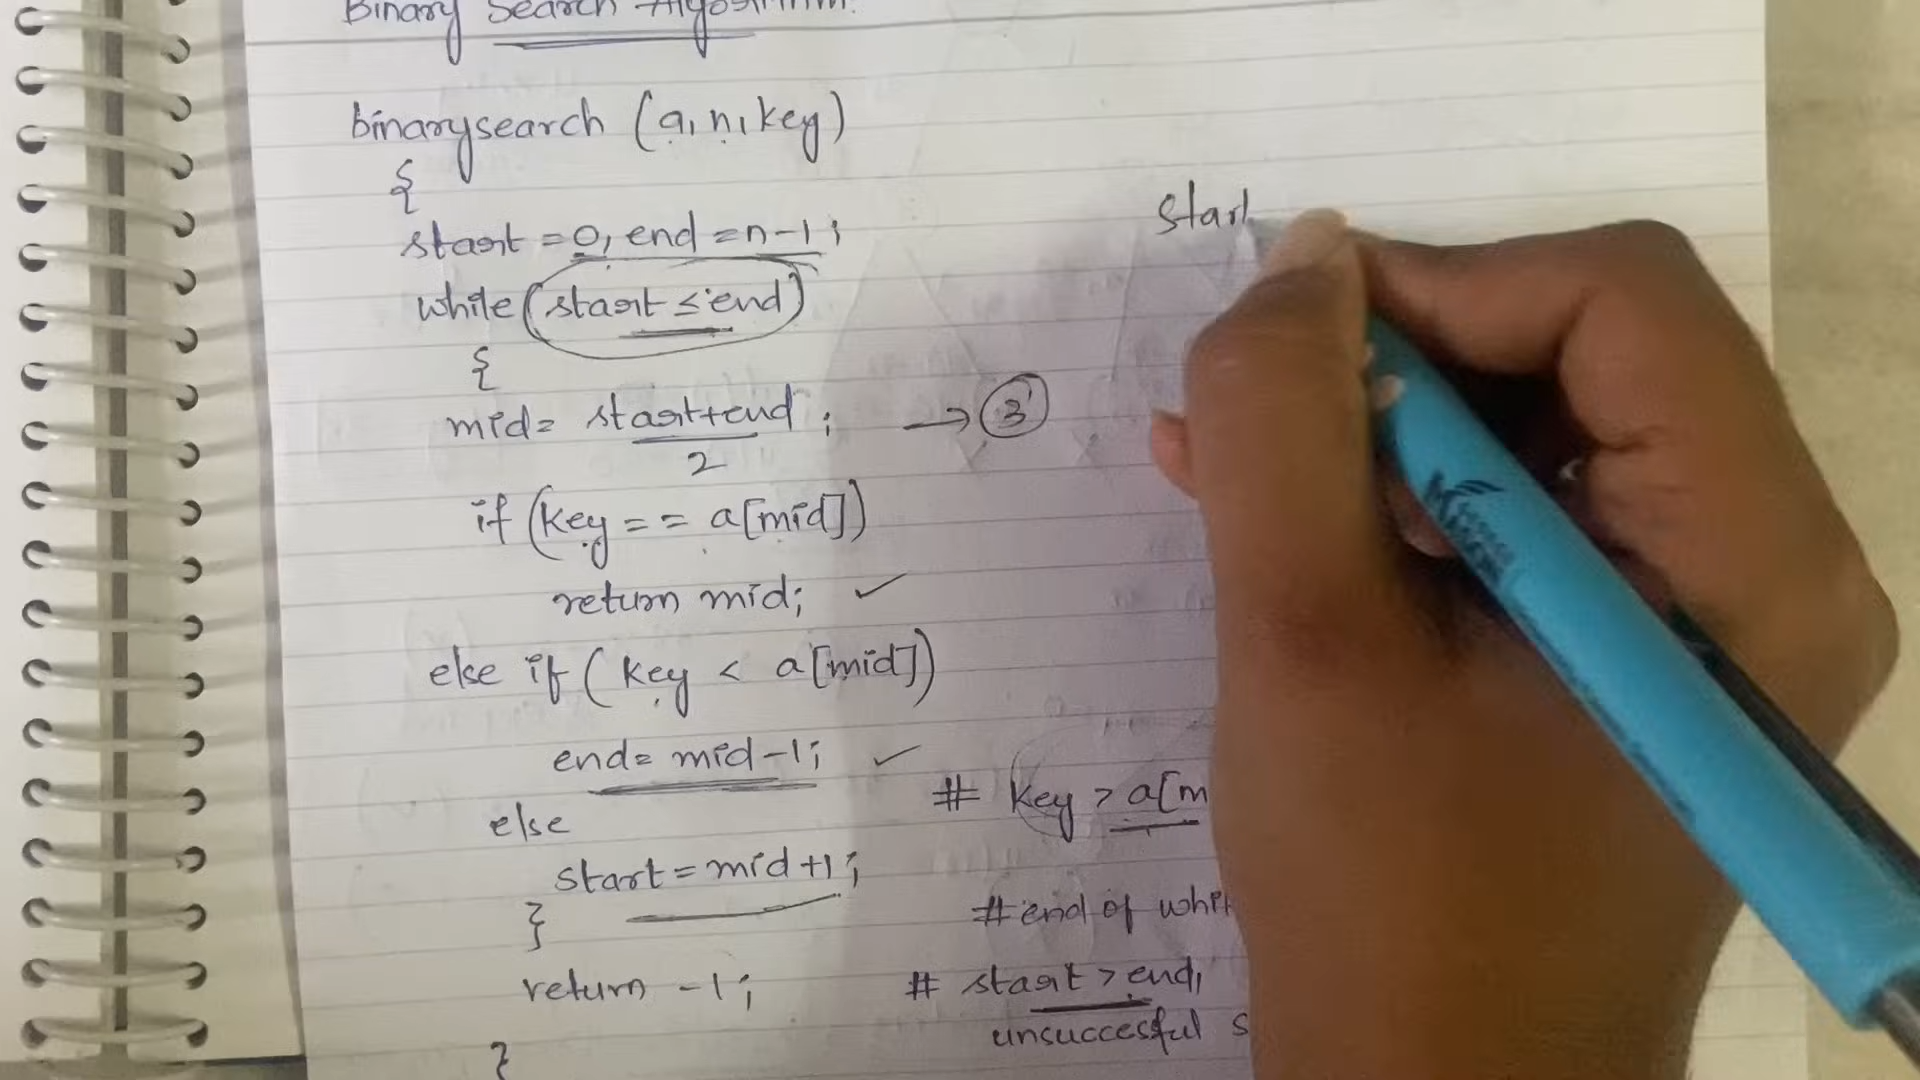 Binary Search Algorithm:
binarysearch (a, n, key)
{
start = 0, end = n-1;
while (start ≤ end)
{
mid = start+end ; → 3
2
if (key == a[mid])
return mid; ✓
else if (key < a[mid])
end = mid-1; ✓
else # key > a[m
start = mid+1;
} # end of whi
return -1; # start > end,
unsuccesful s
}
Start